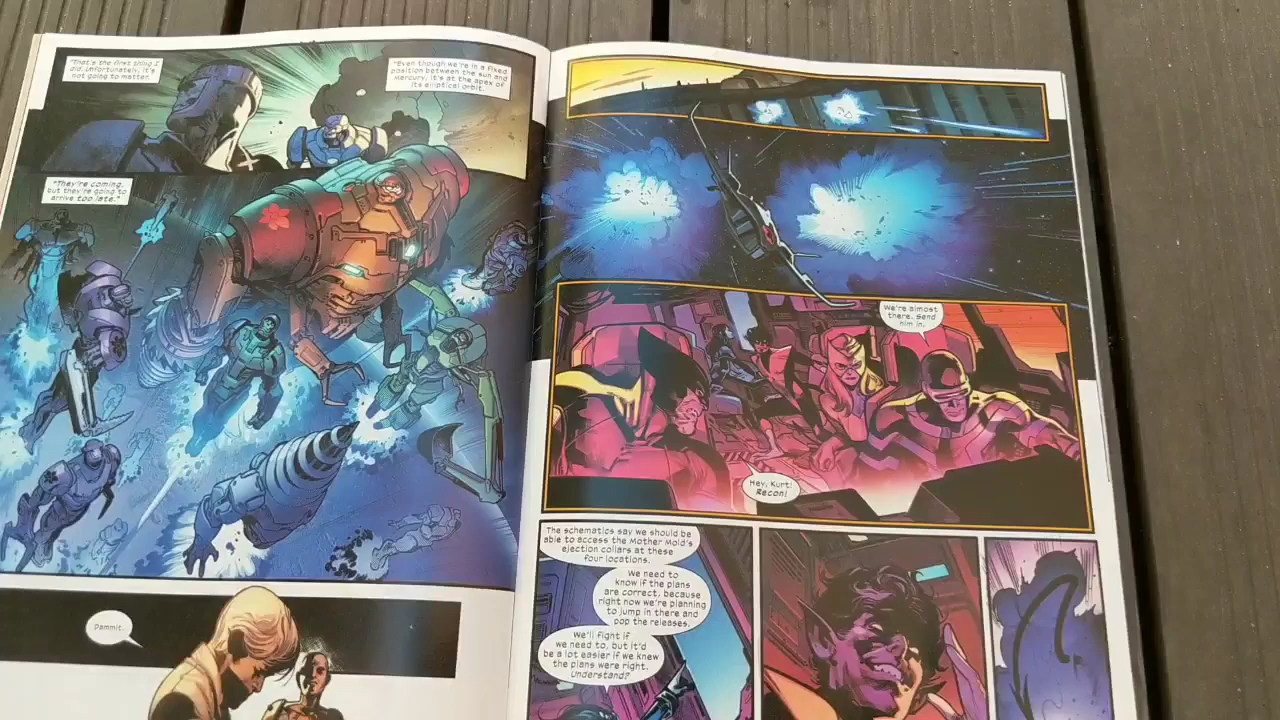 "That's the first thing I
did. Unfortunately, it's
not going to matter.
"Even though we're in a fixed
position between the sun and
Mercury, it's at the apex of
its elliptical orbit.
"They're coming,
but they're going to
arrive too late."
Dammit.
We're almost
there. Send
him in.
Hey, Kurt!
Recon!
The schematics say we should be
able to access the Mother Mold's
ejection collars at these
four locations.
We need to
know if the plans
are correct, because
right now we're planning
to jump in there and
pop the releases.
We'll fight if
we need to, but it'd
be a lot easier if we knew
the plans were right.
Understand?